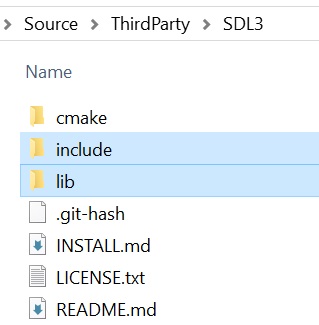 Source > ThirdParty > SDL3
Name
cmake
include
lib
.git-hash
INSTALL.md
LICENSE.txt
README.md